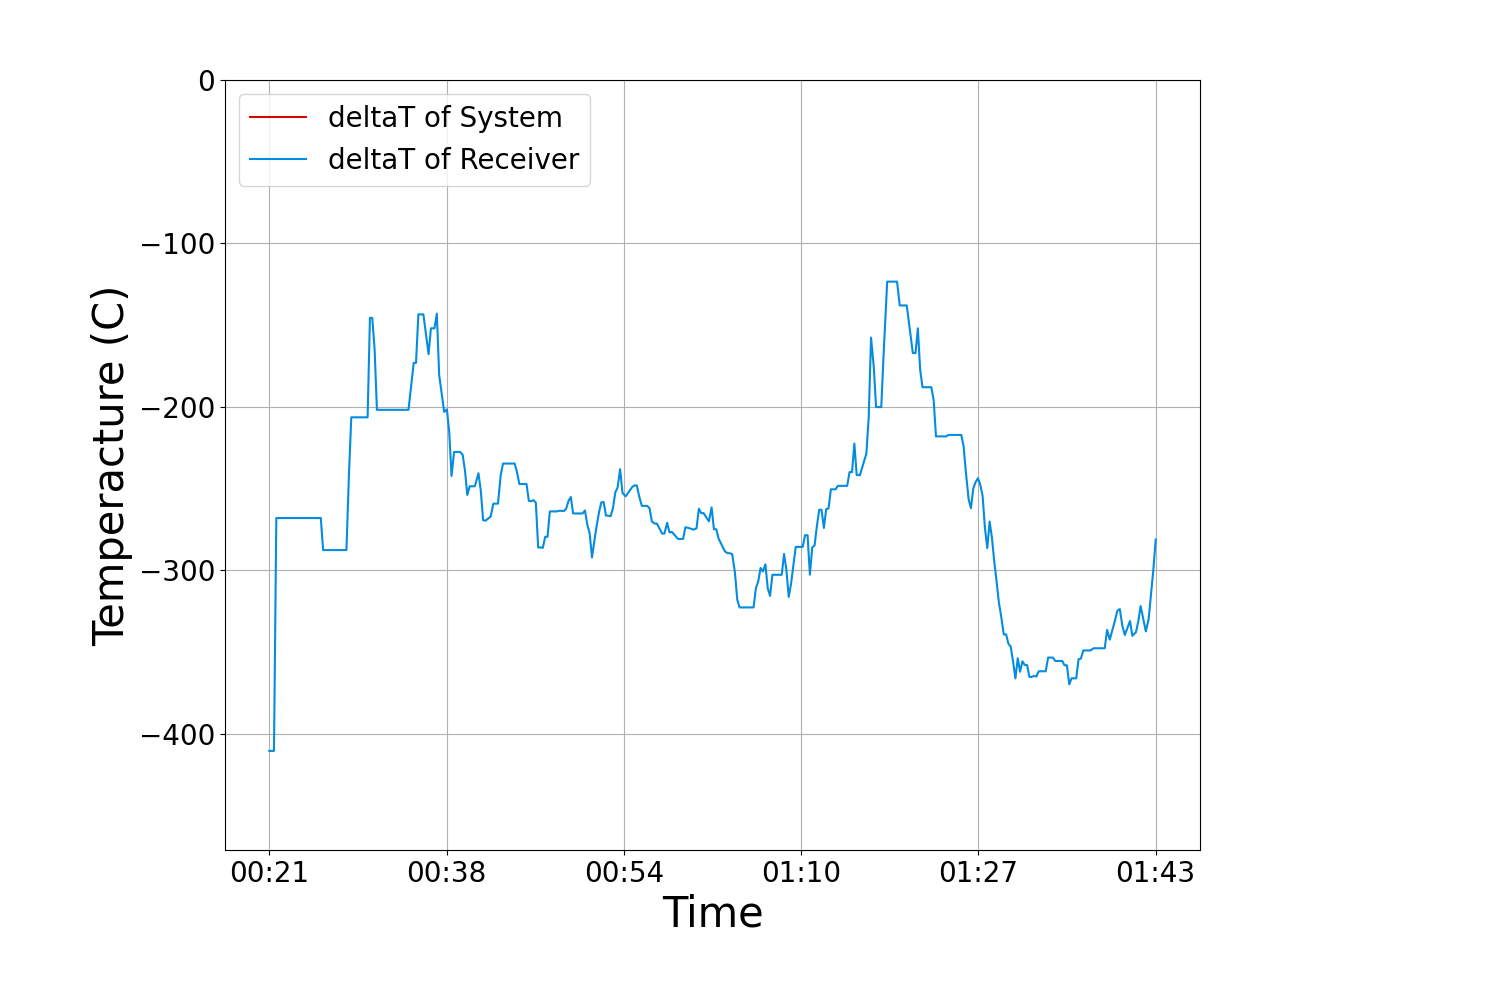 0
deltaT of System
deltaT of Receiver
−100
−200
−300
−400
Temperacture (C)
00:21 00:38 00:54 01:10 01:27 01:43
Time